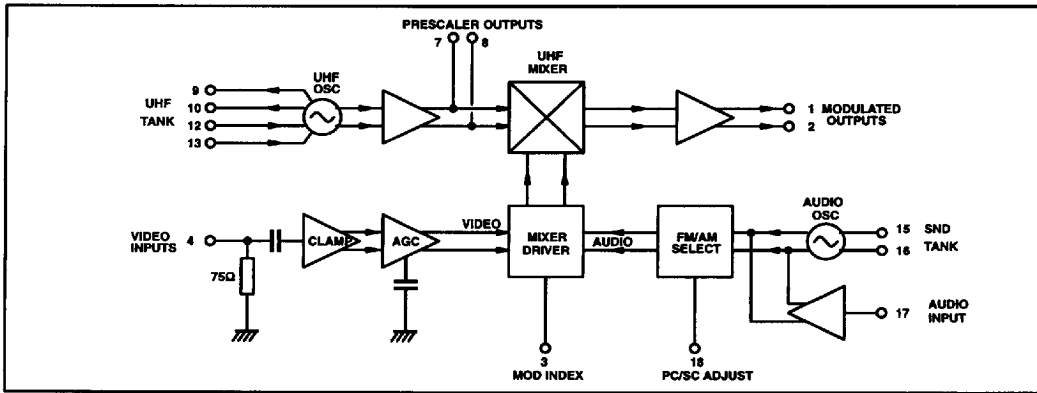 PRESCALER OUTPUTS
7 8
UHF
OSC
UHF
MIXER
9
10
12
13
UHF
TANK
1 MODULATED
2 OUTPUTS
VIDEO
INPUTS
4
75Ω
CLAMP
AGC
VIDEO
MIXER
DRIVER
AUDIO
FM/AM
SELECT
AUDIO
OSC
15 SND
16 TANK
17 AUDIO
INPUT
3
MOD INDEX
18
PC/SC ADJUST